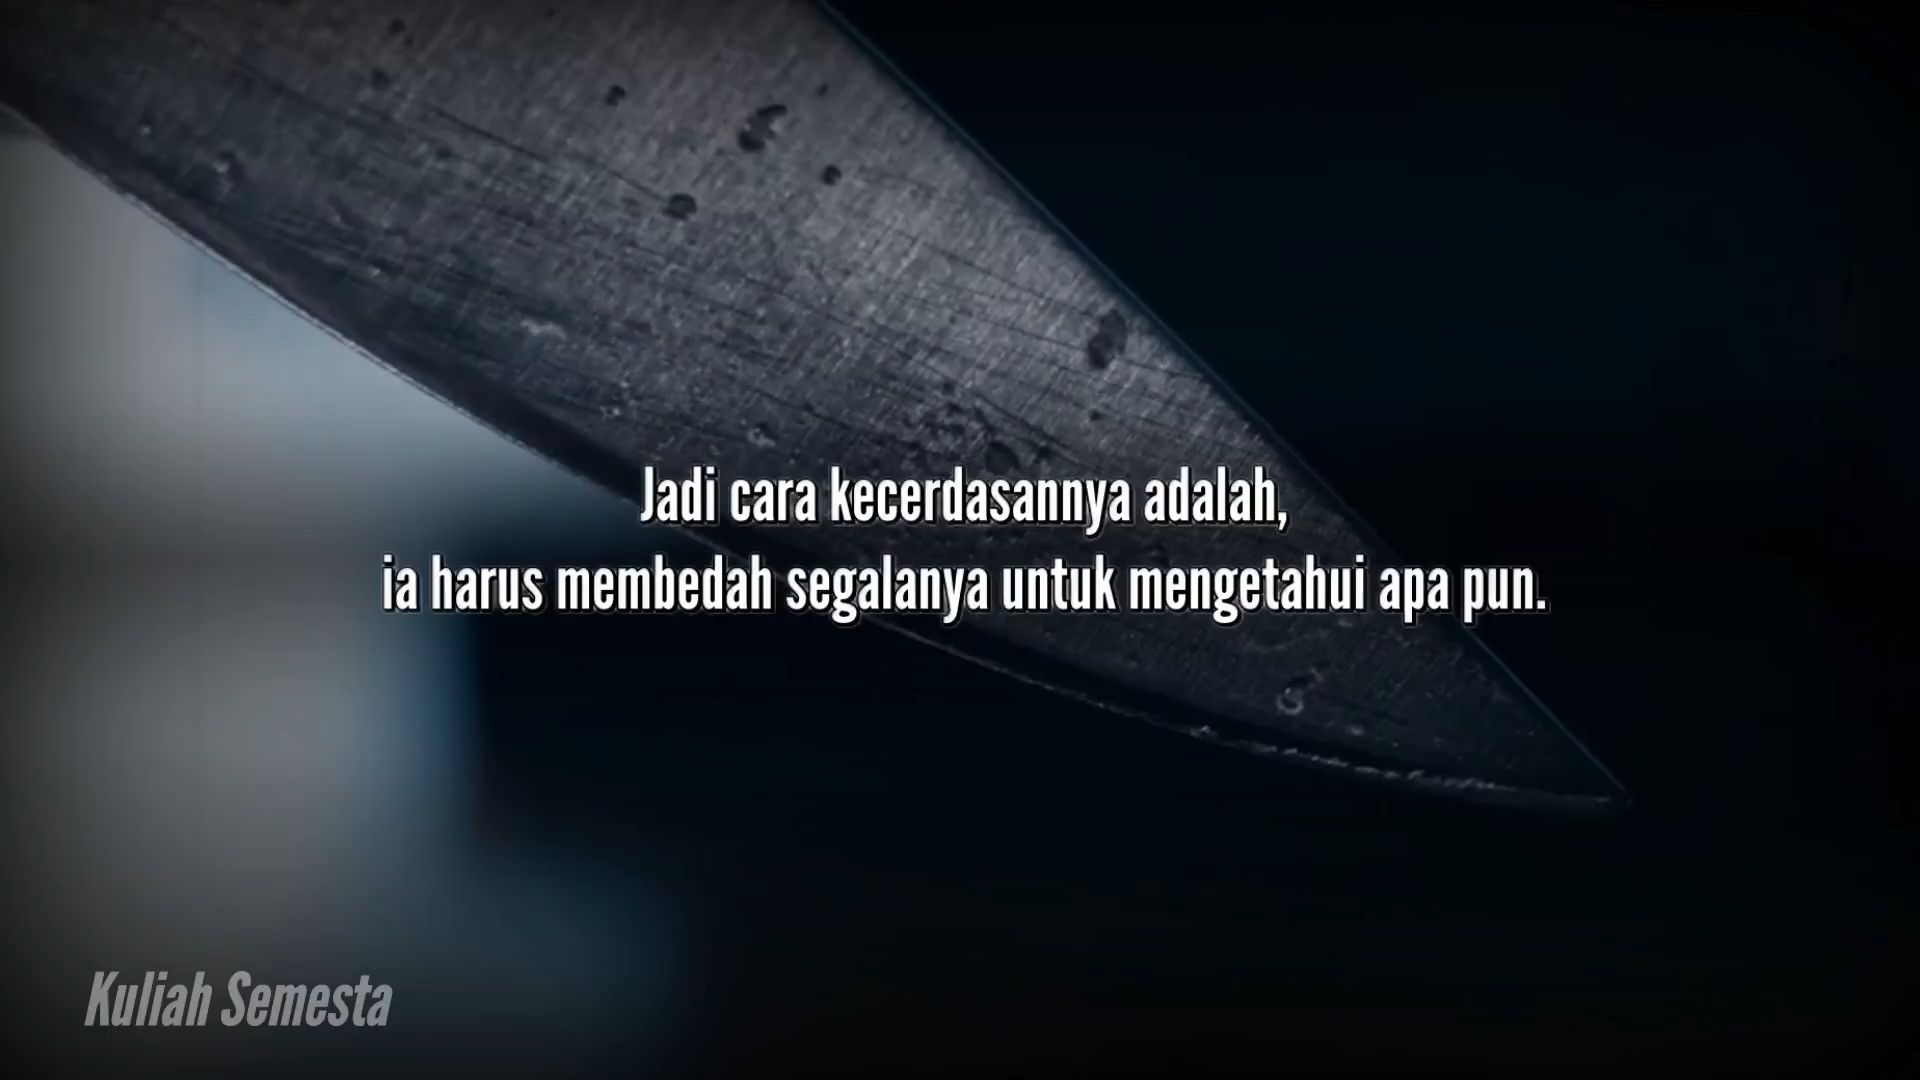 Jadi cara kecerdasannya adalah,
ia harus membedah segalanya untuk mengetahui apa pun.
Kuliah Semesta